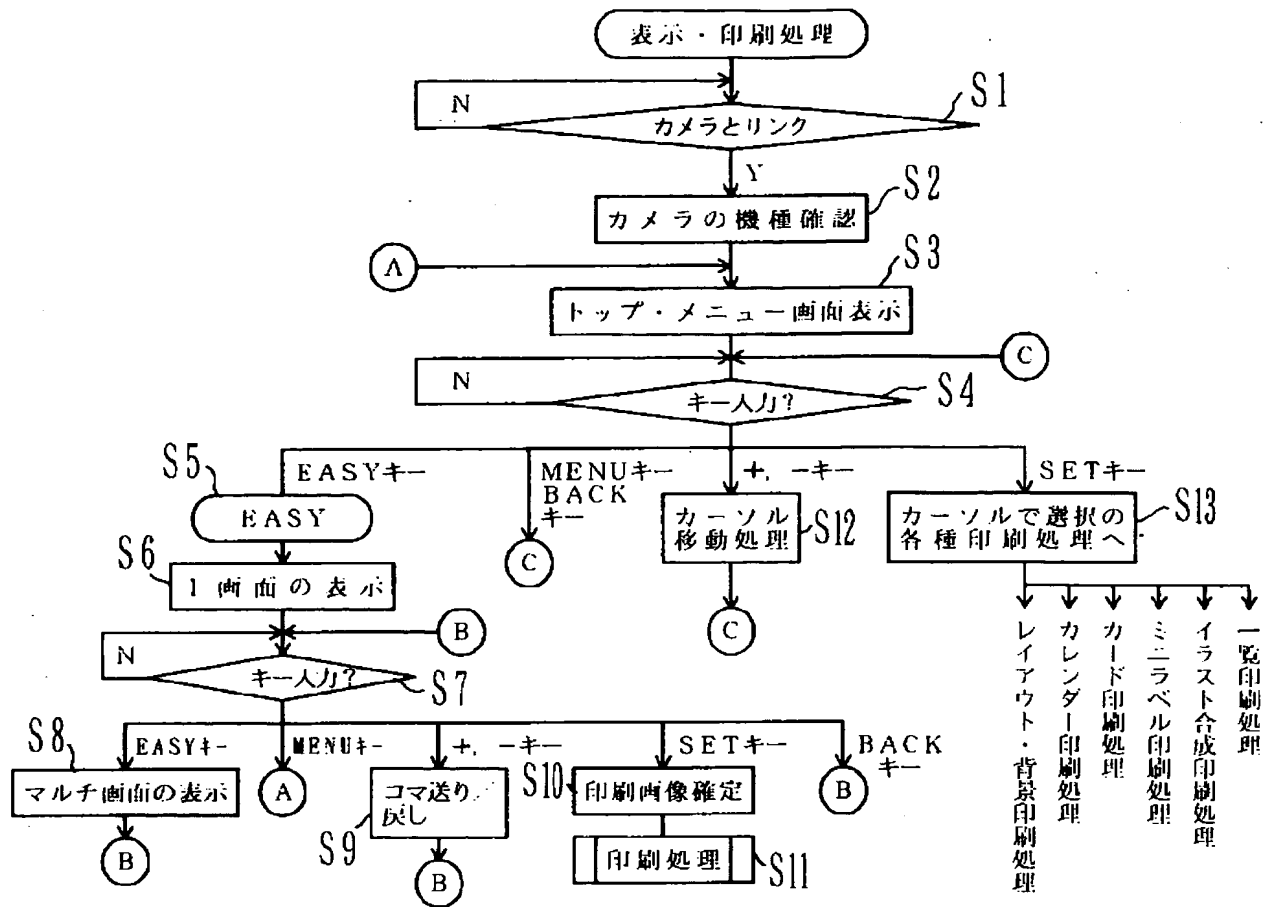 表示・印刷処理
S1
N
カメラとリンク
Y
S2
カメラの機種確認
A
S3
トップ・メニュー画面表示
C
N
S4
キー入力?
S5
EASYキー
MENUキー
BACK
キー
+, -キー
SETキー
EASY
カーソル
移動処理
S12
カーソルで選択の
各種印刷処理へ
S13
S6
1画面の表示
C
C
B
N
キー入力?
S7
レイアウト・背景印刷処理
カレンダー印刷処理
カード印刷処理
ミニラベル印刷処理
イラスト合成印刷処理
一覧印刷処理
S8
EASYキー
MENUキー
+, -キー
SETキー
BACK
キー
マルチ画面の表示
A
コマ送り/
戻し
S9
S10
印刷画像確定
B
B
B
印刷処理
S11